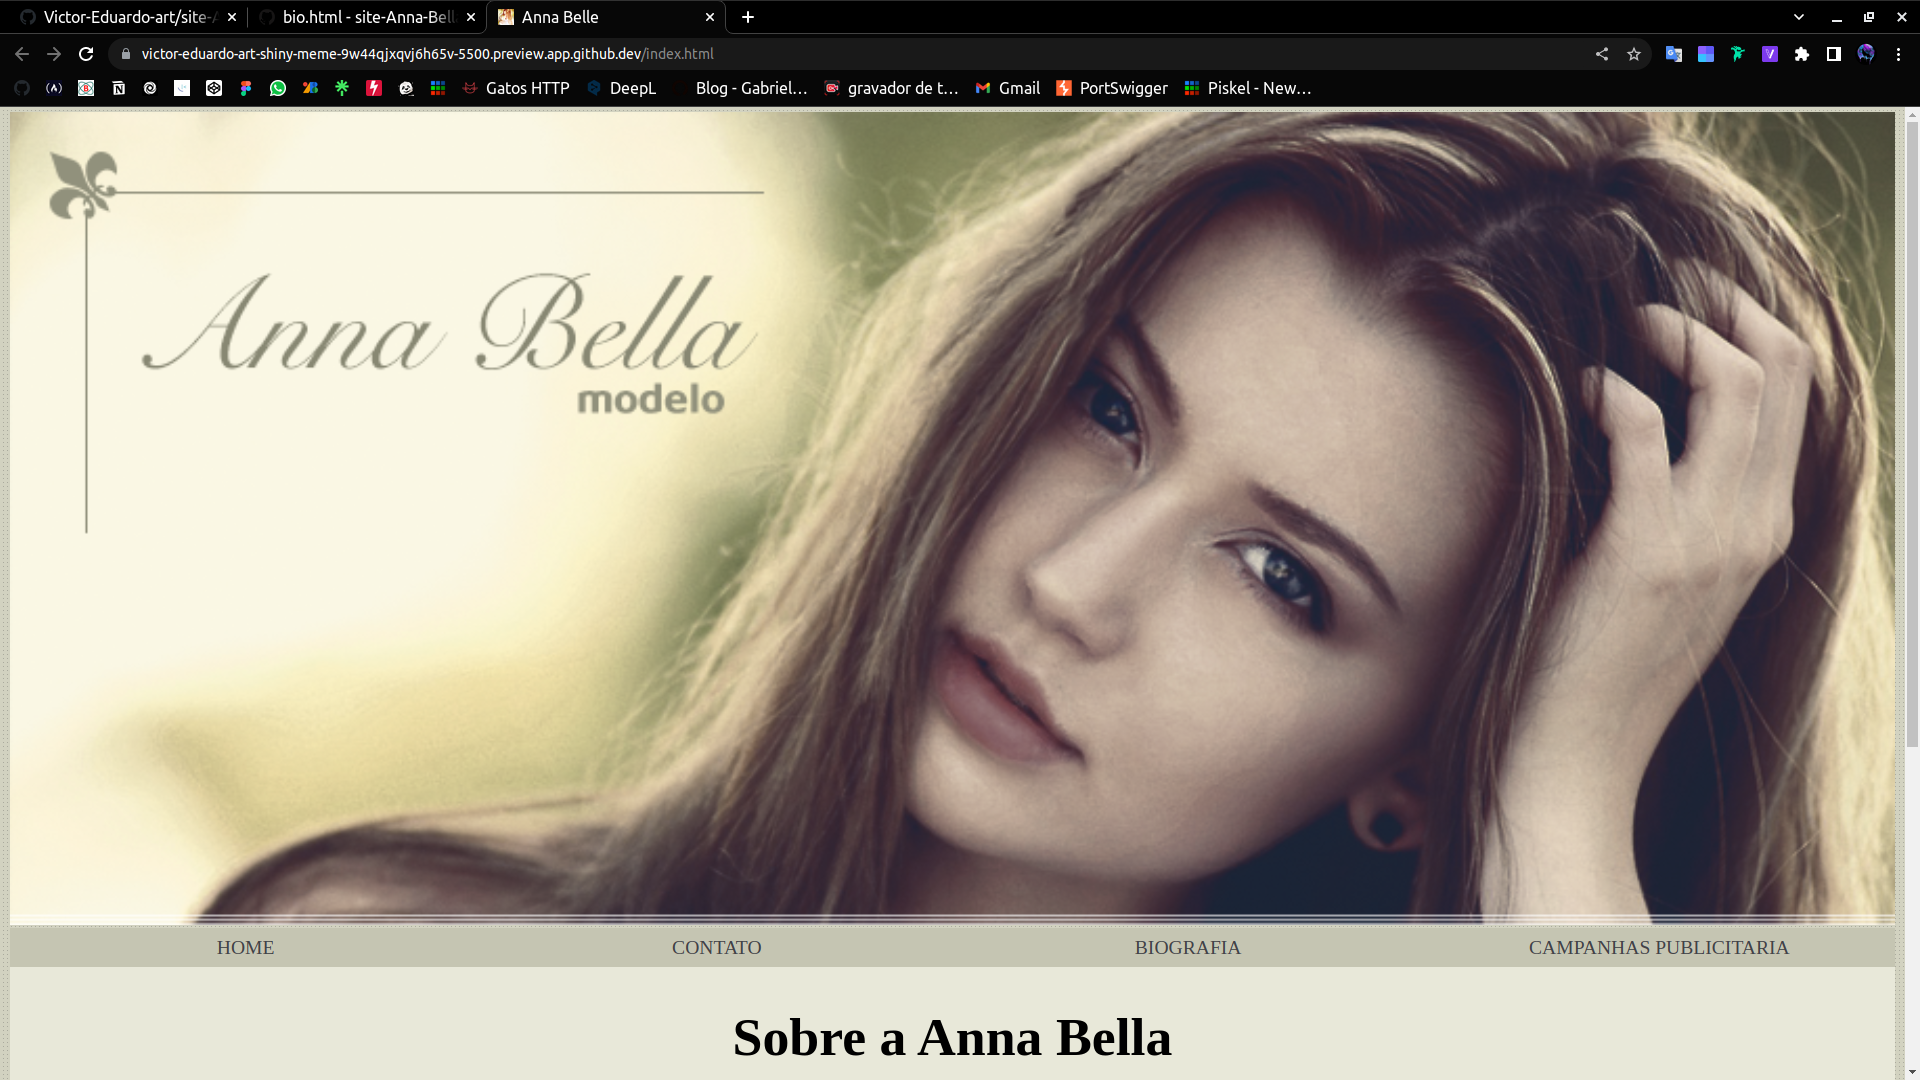 Victor-Eduardo-art/site-A
bio.html - site-Anna-Bell
Anna Belle
victor-eduardo-art-shiny-meme-9w44qjxqvj6h65v-5500.preview.app.github.dev/index.html
Gatos HTTP
DeepL
Blog - Gabriel…
gravador de t…
Gmail
PortSwigger
Piskel - New…
Anna Bella
modelo
HOME
CONTATO
BIOGRAFIA
CAMPANHAS PUBLICITARIA
Sobre a Anna Bella